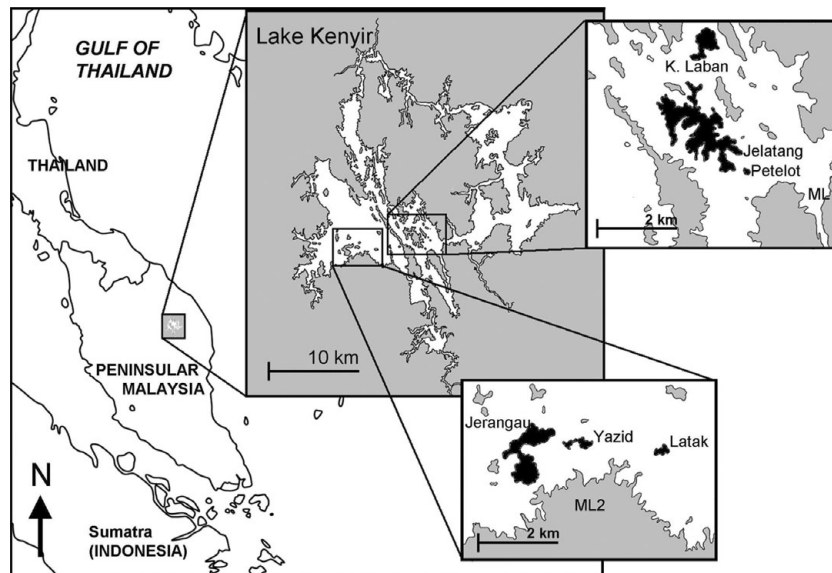 GULF OF
THAILAND
THAILAND
PENINSULAR
MALAYSIA
N
Sumatra
(INDONESIA)
Lake Kenyir
10 km
K. Laban
Jelatang
Petelot
ML
2 km
Jerangau
Yazid
Latak
ML2
2 km